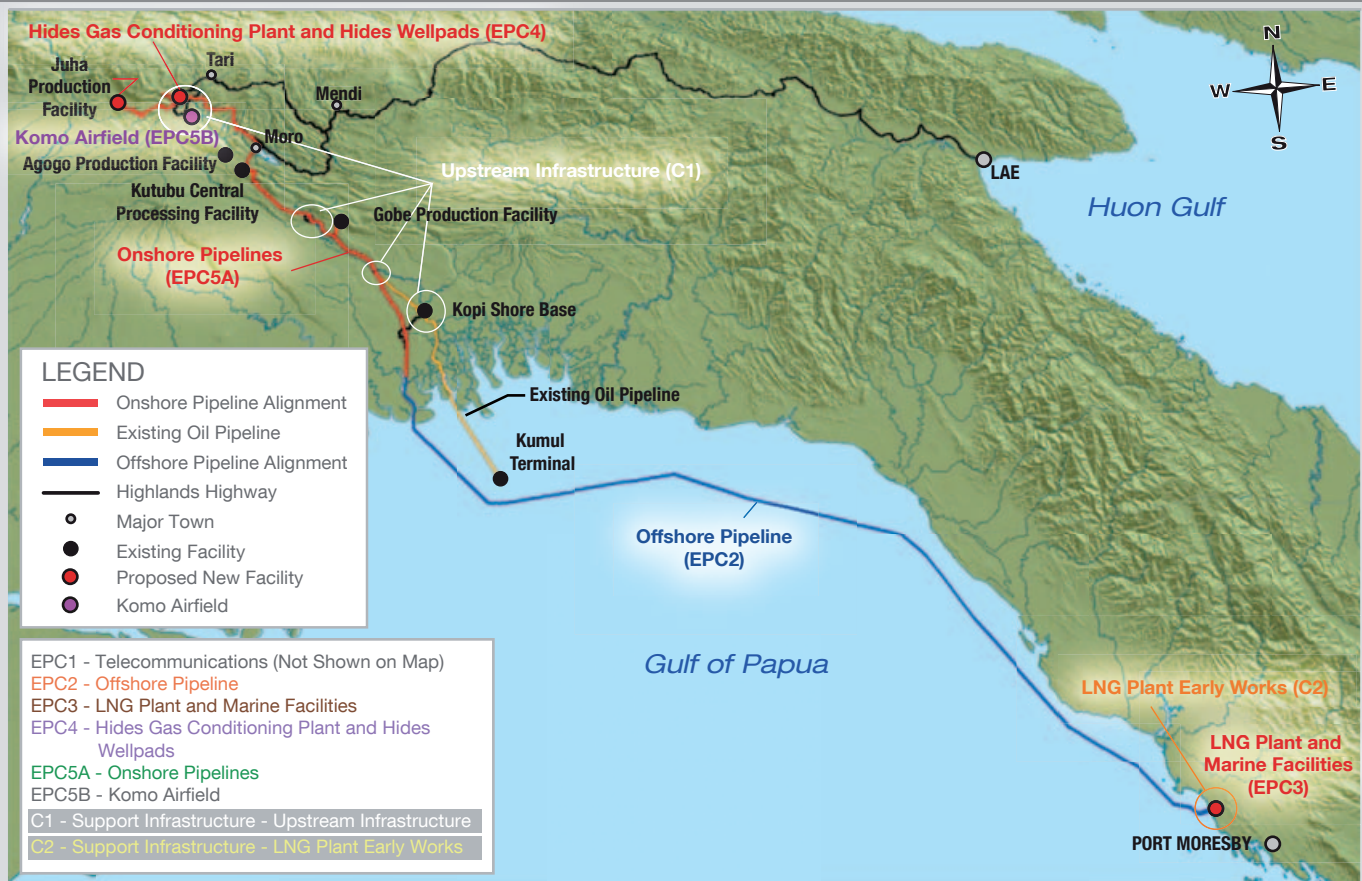 Hides Gas Conditioning Plant and Hides Wellpads (EPC4)
Juha
Production
Facility
Tari
Mendi
N
W
E
S
Komo Airfield (EPC5B)
Moro
Agogo Production Facility
Kutubu Central
Processing Facility
Upstream Infrastructure (C1)
LAE
Huon Gulf
Gobe Production Facility
Onshore Pipelines
(EPC5A)
Kopi Shore Base
Existing Oil Pipeline
Kumul
Terminal
Offshore Pipeline
(EPC2)
Gulf of Papua
LNG Plant Early Works (C2)
LNG Plant and
Marine Facilities
(EPC3)
PORT MORESBY
LEGEND
Onshore Pipeline Alignment
Existing Oil Pipeline
Offshore Pipeline Alignment
Highlands Highway
Major Town
Existing Facility
Proposed New Facility
Komo Airfield
EPC1 - Telecommunications (Not Shown on Map)
EPC2 - Offshore Pipeline
EPC3 - LNG Plant and Marine Facilities
EPC4 - Hides Gas Conditioning Plant and Hides
Wellpads
EPC5A - Onshore Pipelines
EPC5B - Komo Airfield
C1 - Support Infrastructure - Upstream Infrastructure
C2 - Support Infrastructure - LNG Plant Early Works